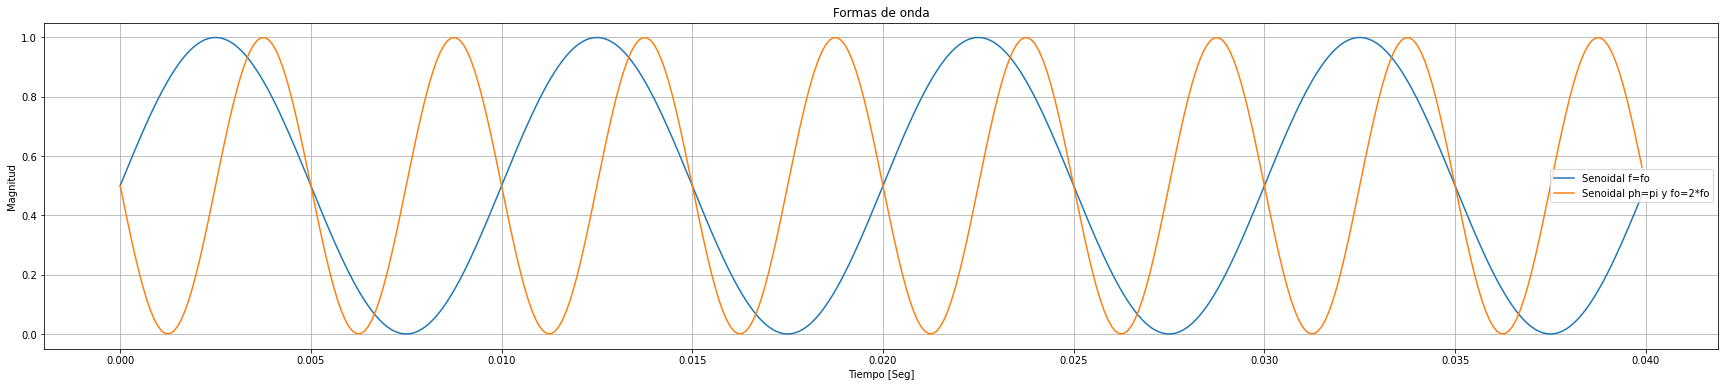 Formas de onda
Magnitud
1.0
0.8
0.6
0.4
0.2
0.0
Senoidal f=fo
Senoidal ph=pi y fo=2*fo
0.000 0.005 0.010 0.015 0.020 0.025 0.030 0.035 0.040
Tiempo [Seg]